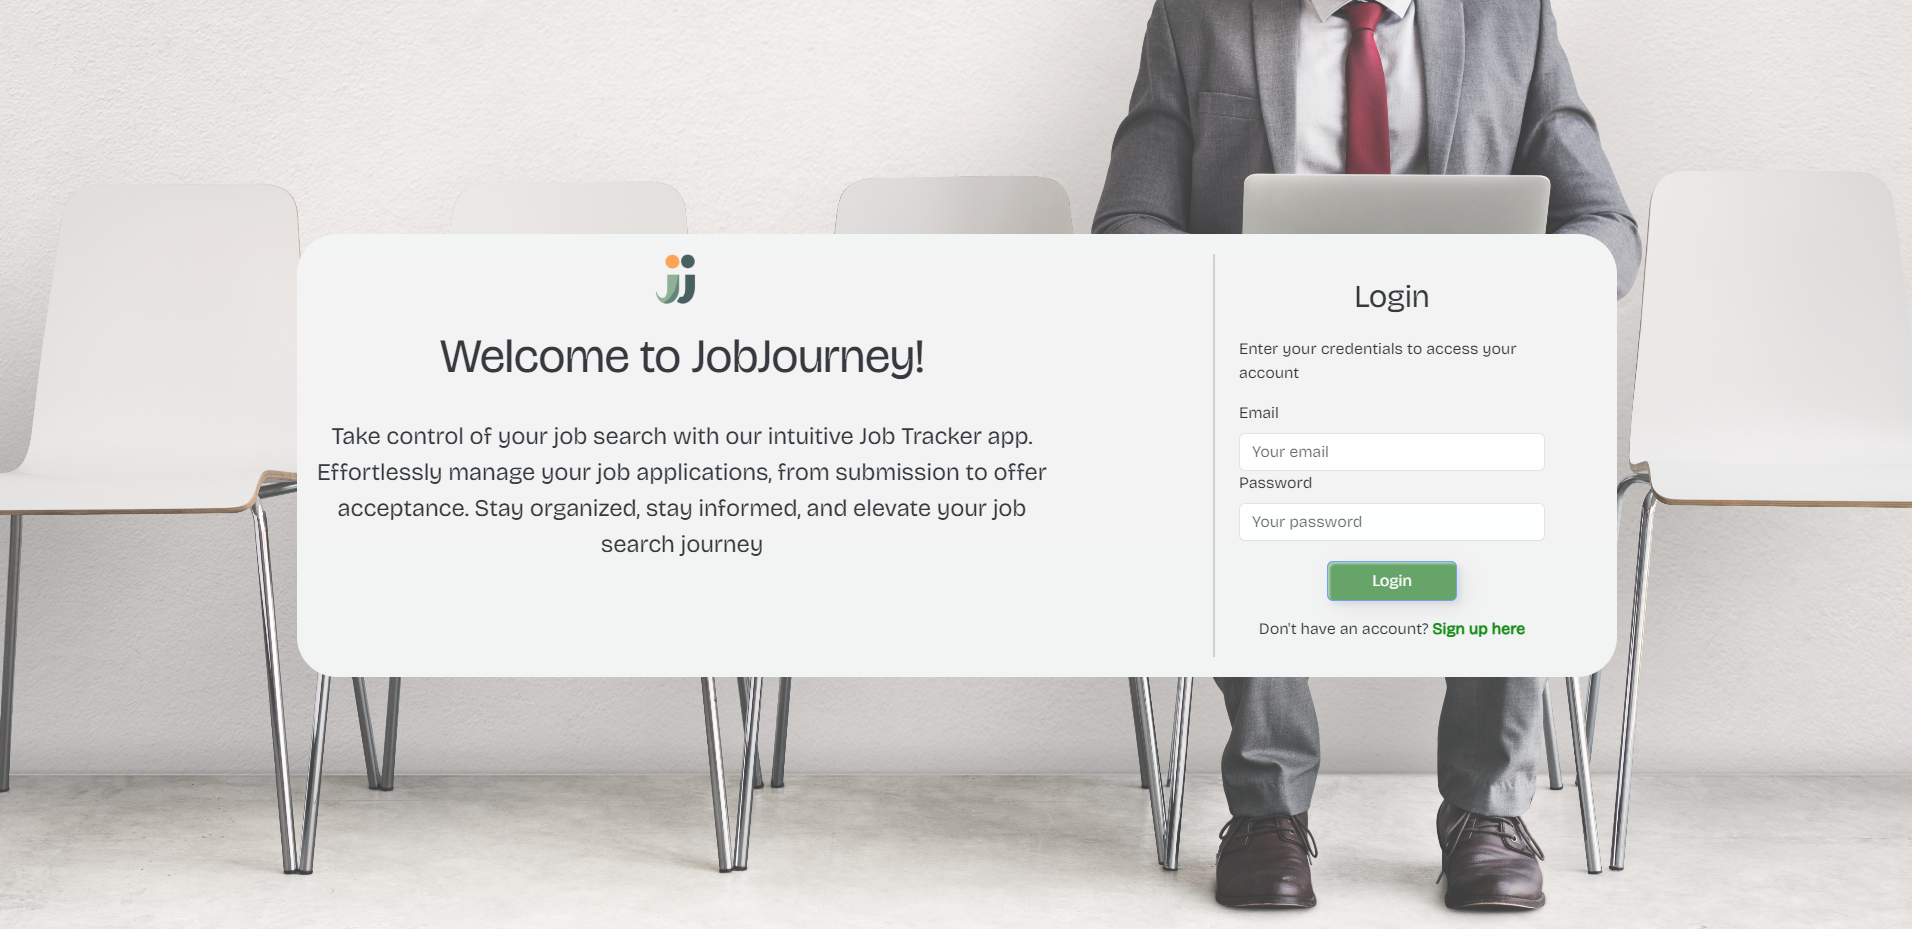 jj
Welcome to JobJourney!
Take control of your job search with our intuitive Job Tracker app.
Effortlessly manage your job applications, from submission to offer
acceptance. Stay organized, stay informed, and elevate your job
search journey
Login
Enter your credentials to access your
account
Email
Your email
Password
Your password
Login
Don't have an account? Sign up here